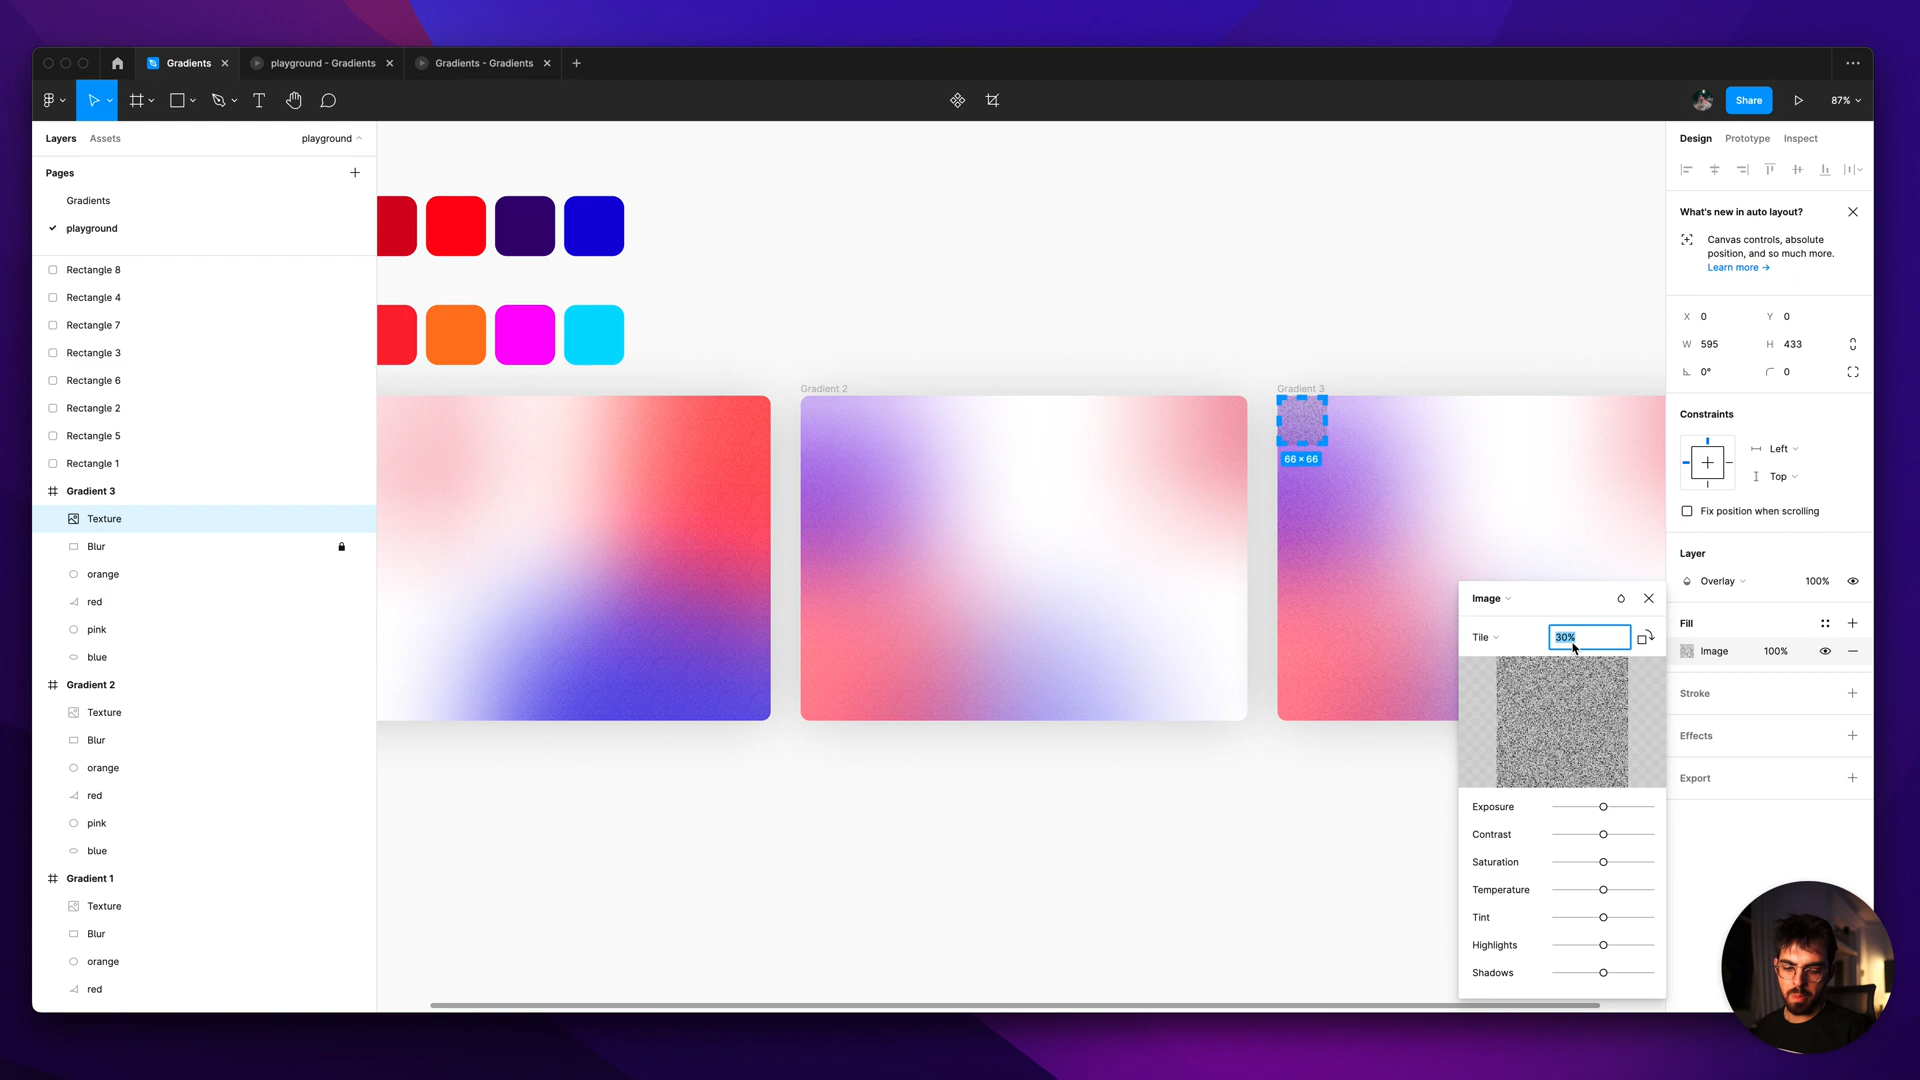 Gradients
playground - Gradients
Gradients - Gradients
Share
87%
Layers
Assets
playground
Pages
Gradients
playground
Rectangle 8
Rectangle 4
Rectangle 7
Rectangle 3
Rectangle 6
Rectangle 2
Rectangle 5
Rectangle 1
Gradient 3
Texture
Blur
orange
red
pink
blue
Gradient 2
Texture
Blur
orange
red
pink
blue
Gradient 1
Texture
Blur
orange
red
Gradient 2
Gradient 3
66 × 66
Image
Tile
30%
Exposure
Contrast
Saturation
Temperature
Tint
Highlights
Shadows
Design
Prototype
Inspect
What's new in auto layout?
Canvas controls, absolute
position, and so much more.
Learn more →
X 0
Y 0
W 595
H 433
0°
0
Constraints
Left
Top
Fix position when scrolling
Layer
Overlay
100%
Fill
Image
100%
Stroke
Effects
Export